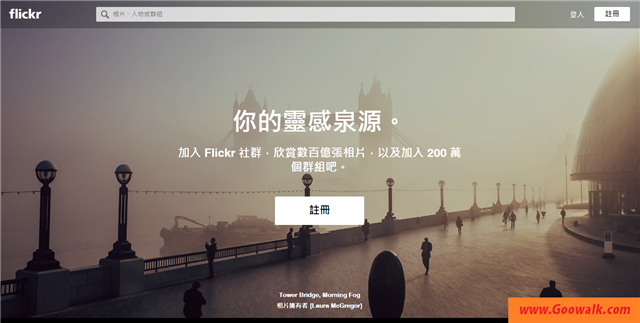 flickr
相片、人物或群組
登入
註冊
你的靈感泉源。
加入 Flickr 社群，欣賞數百億張相片，以及加入 200 萬
個群組吧。
註冊
Tower Bridge, Morning Fog
相片擁有者 (Laura McGregor)
www.Goowalk.com